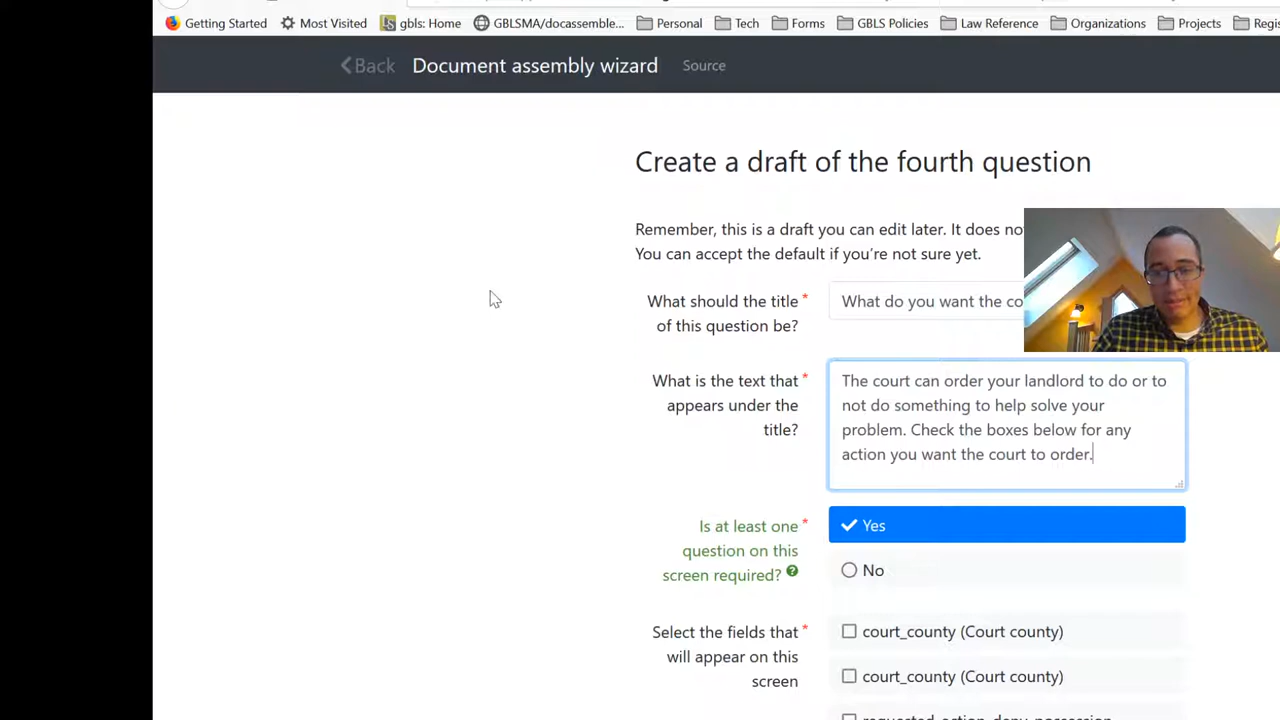 Getting Started Most Visited gbls: Home GBLSMA/docassemble... Personal Tech Forms GBLS Policies Law Reference Organizations Projects
Back Document assembly wizard Source
Create a draft of the fourth question
Remember, this is a draft you can edit later. It does
You can accept the default if you're not sure yet.
What should the title * What do you want the
of this question be?
What is the text that * The court can order your landlord to do or to
appears under the not do something to help solve your
title? problem. Check the boxes below for any
action you want the court to order.
Is at least one * Yes
question on this
screen required? No
Select the fields that * court_county (Court county)
will appear on this
screen court_county (Court county)